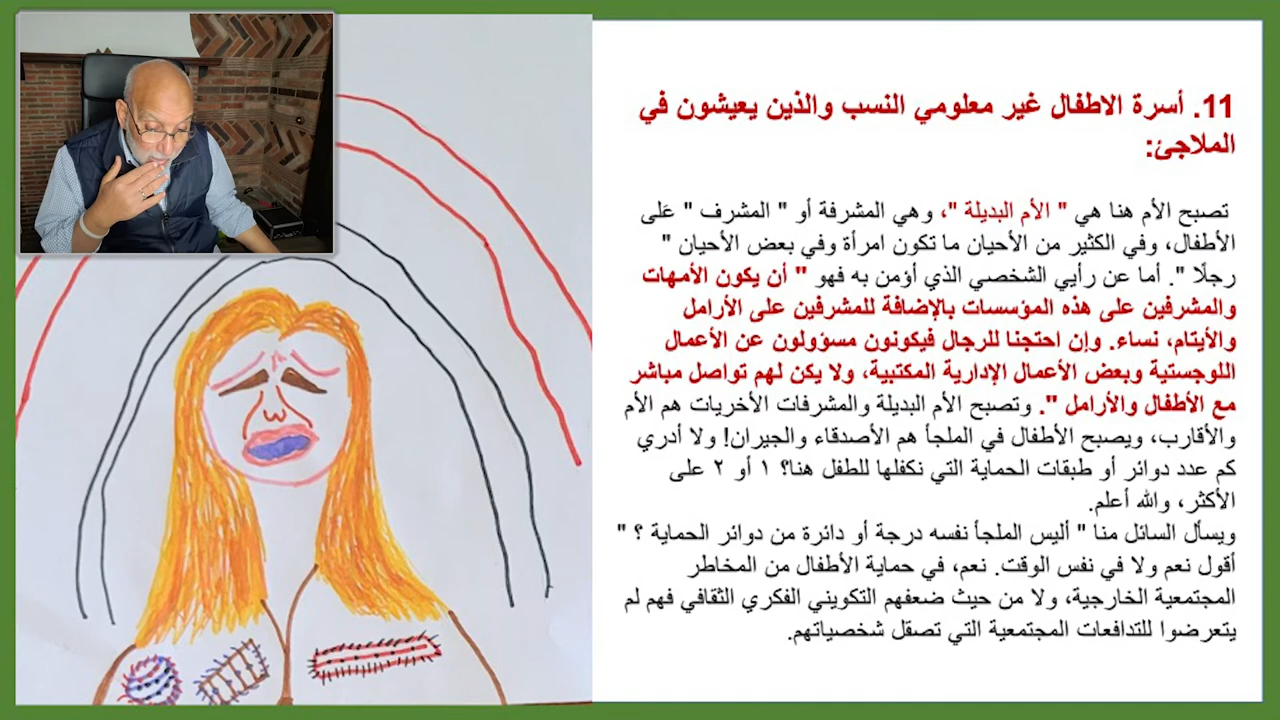 11. أسرة الاطفال غير معلومي النسب والذين يعيشون في
الملاجئ:
تصبح الأم هنا هي " الأم البديلة "، وهي المشرفة أو " المشرف " عَلى
الأطفال، وفي الكثير من الأحيان ما تكون امرأة وفي بعض الأحيان "
رجلًا ". أما عن رأيي الشخصي الذي أؤمن به فهو " أن يكون الأمهات
والمشرفين على هذه المؤسسات بالإضافة للمشرفين على الأرامل
والأيتام، نساء. وإن احتجنا للرجال فيكونون مسؤولون عن الأعمال
اللوجستية وبعض الأعمال الإدارية المكتبية، ولا يكن لهم تواصل مباشر
مع الأطفال والأرامل ". وتصبح الأم البديلة والمشرفات الأخريات هم الأم
والأقارب، ويصبح الأطفال في الملجأ هم الأصدقاء والجيران! ولا أدري
كم عدد دوائر أو طبقات الحماية التي نكفلها للطفل هنا؟ ١ أو ٢ على
الأكثر، والله أعلم.
ويسأل السائل منا " أليس الملجأ نفسه درجة أو دائرة من دوائر الحماية ؟ "
أقول نعم ولا في نفس الوقت. نعم، في حماية الأطفال من المخاطر
المجتمعية الخارجية، ولا من حيث ضعفهم التكويني الفكري الثقافي فهم لم
يتعرضوا للتدافعات المجتمعية التي تصقل شخصياتهم.